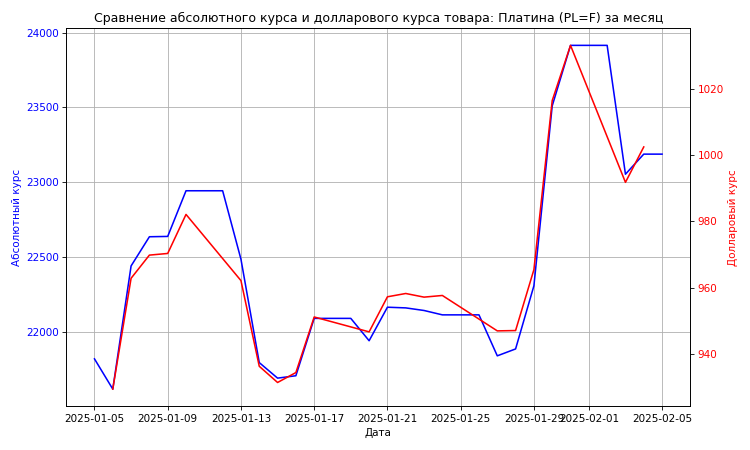 Сравнение абсолютного курса и долларового курса товара: Платина (PL=F) за месяц
24000
23500
23000
22500
22000
Абсолютный курс
1020
1000
980
960
940
Долларовый курс
2025-01-05 2025-01-09 2025-01-13 2025-01-17 2025-01-21 2025-01-25 2025-01-29 2025-02-01 2025-02-05
Дата